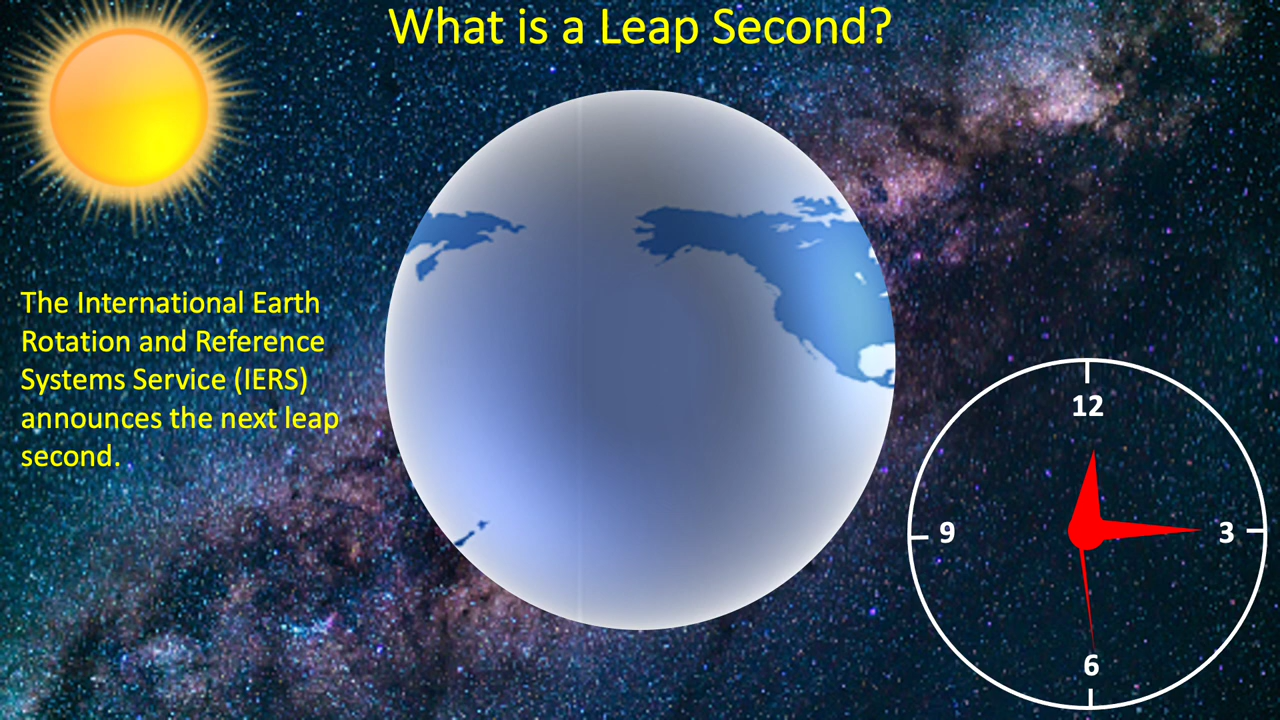 What is a Leap Second?
The International Earth
Rotation and Reference
Systems Service (IERS)
announces the next leap
second.
12
9
3
6